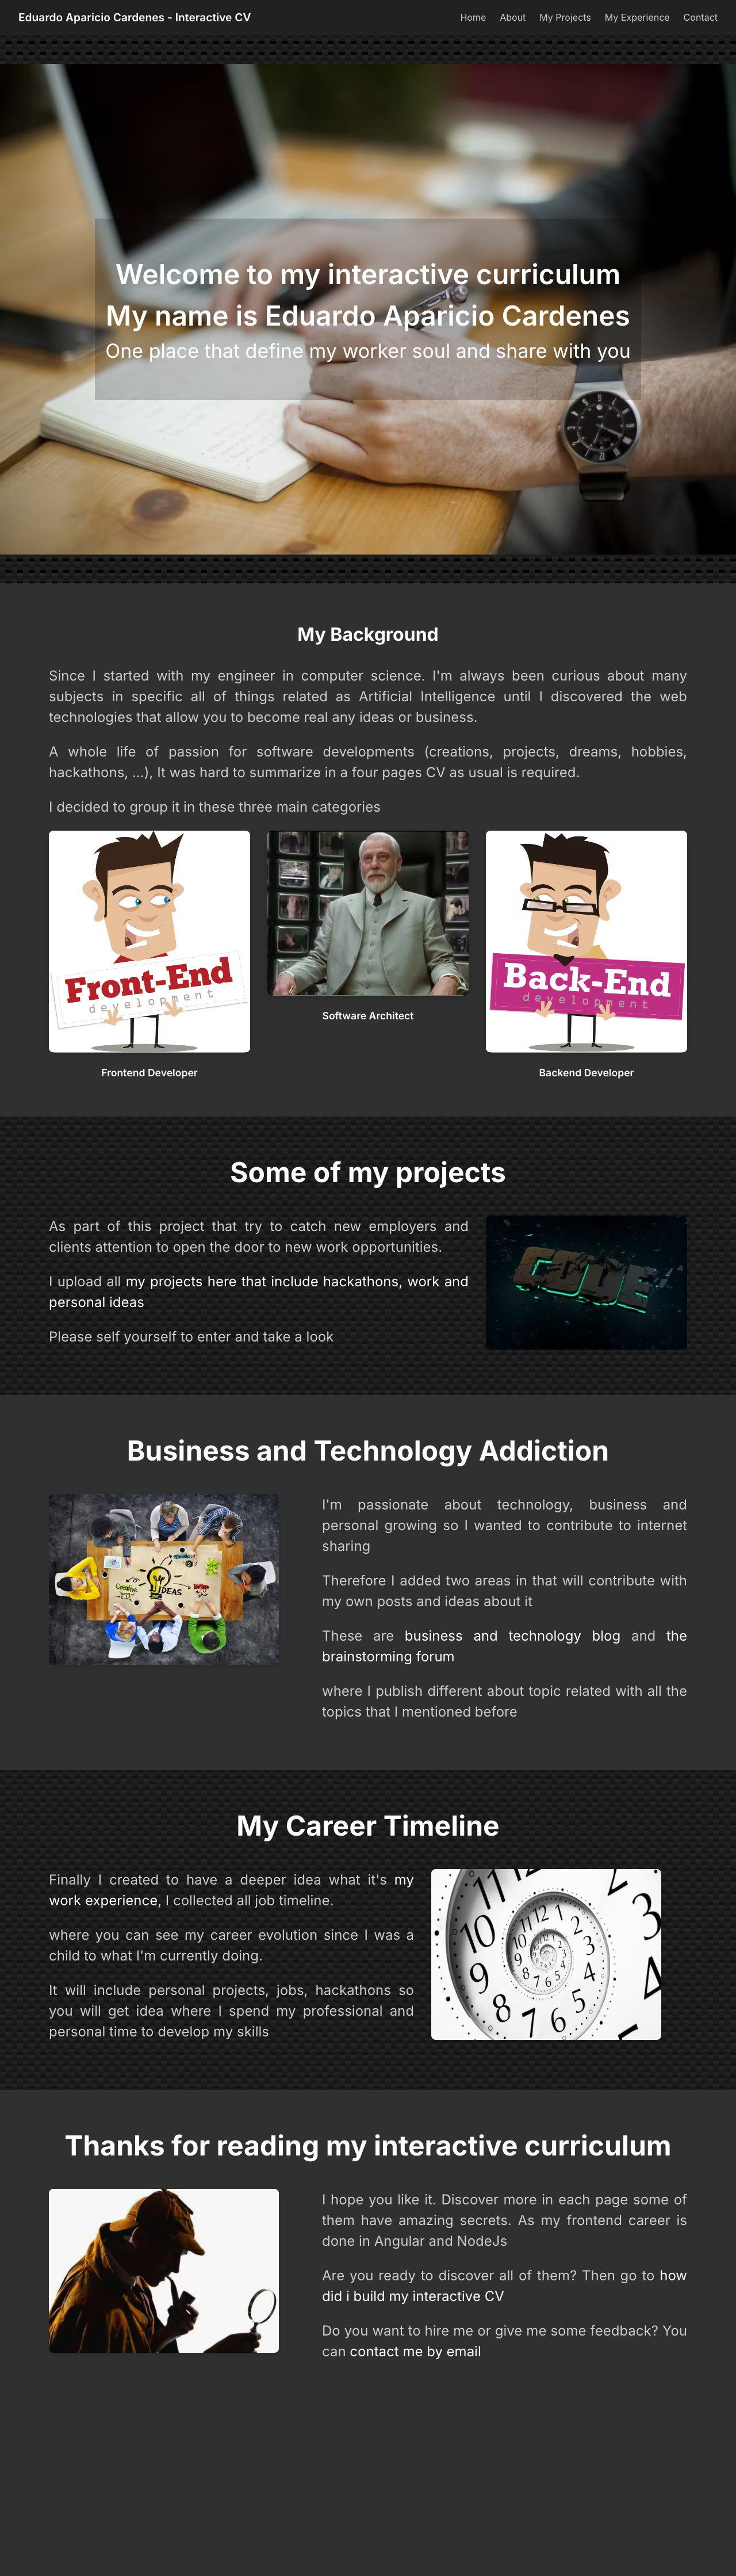 Eduardo Aparicio Cardenes - Interactive CV
Home About My Projects My Experience Contact
Welcome to my interactive curriculum
My name is Eduardo Aparicio Cardenes
One place that define my worker soul and share with you
My Background
Since I started with my engineer in computer science. I'm always been curious about many
subjects in specific all of things related as Artificial Intelligence until I discovered the web
technologies that allow you to become real any ideas or business.
A whole life of passion for software developments (creations, projects, dreams, hobbies,
hackathons, ...), It was hard to summarize in a four pages CV as usual is required.
I decided to group it in these three main categories
Front-End
development
Frontend Developer
Software Architect
Back-End
development
Backend Developer
Some of my projects
As part of this project that try to catch new employers and
clients attention to open the door to new work opportunities.
I upload all my projects here that include hackathons, work and
personal ideas
Please self yourself to enter and take a look
CODE
Business and Technology Addiction
Creative
IDEAS
I'm passionate about technology, business and
personal growing so I wanted to contribute to internet
sharing
Therefore I added two areas in that will contribute with
my own posts and ideas about it
These are business and technology blog and the
brainstorming forum
where I publish different about topic related with all the
topics that I mentioned before
My Career Timeline
Finally I created to have a deeper idea what it's my
work experience, I collected all job timeline.
where you can see my career evolution since I was a
child to what I'm currently doing.
It will include personal projects, jobs, hackathons so
you will get idea where I spend my professional and
personal time to develop my skills
11 12 1 2 3 4 5 6 7 8 9 10
Thanks for reading my interactive curriculum
I hope you like it. Discover more in each page some of
them have amazing secrets. As my frontend career is
done in Angular and NodeJs
Are you ready to discover all of them? Then go to how
did i build my interactive CV
Do you want to hire me or give me some feedback? You
can contact me by email